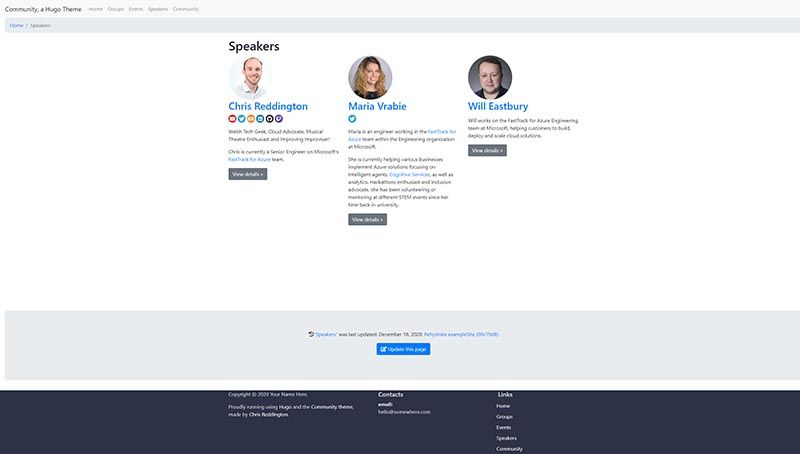 Community, a Hugo Theme Home Groups Events Speakers Community
Home / Speakers
Speakers
Chris Reddington
Welsh Tech Geek, Cloud Advocate, Musical
Theatre Enthusiast and Improving Improviser!
Chris is currently a Senior Engineer on Microsoft's
FastTrack for Azure team.
View details »
Maria Vrabie
Maria is an engineer working in the FastTrack for
Azure team within the Engineering organization
at Microsoft.
She is currently helping various businesses
implement Azure solutions focusing on
Intelligent agents, Cognitive Services, as well as
analytics. Hackathons enthusiast and inclusion
advocate, she has been volunteering or
mentoring at different STEM events since her
time back in university.
View details »
Will Eastbury
Will works on the FastTrack for Azure Engineering
team at Microsoft, helping customers to build,
deploy and scale cloud solutions.
View details »
"Speakers" was last updated: December 18, 2020: Rehydrate exampleSite (08c79d8)
Update this page
Copyright © 2020 Your Name Here.
Proudly running using Hugo and the Community theme,
made by Chris Reddington.
Contacts
email:
hello@somewhere.com
Links
Home
Groups
Events
Speakers
Community